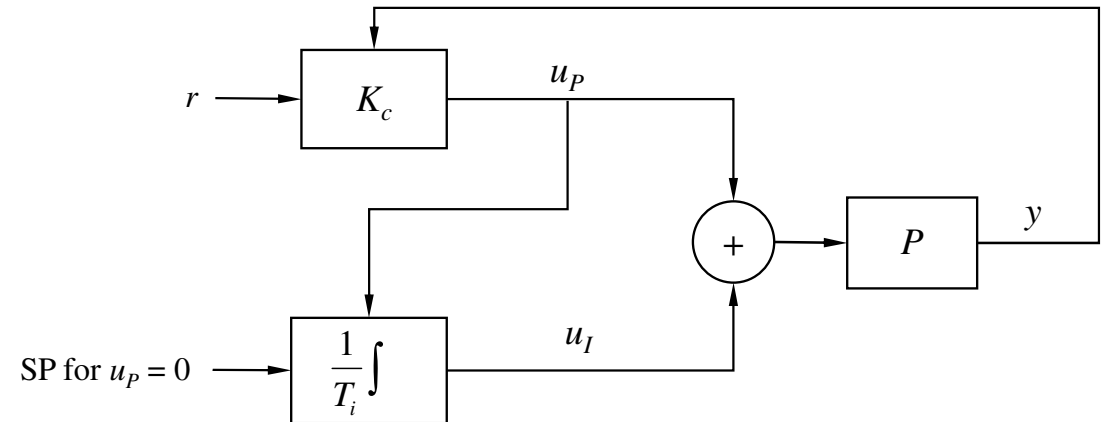 r
K_c
u_P
+
P
y
SP for u_P = 0
1/T_i ∫
u_I